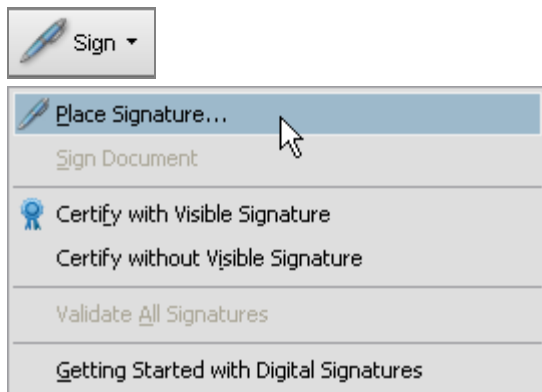 Sign
Place Signature...
Sign Document
Certify with Visible Signature
Certify without Visible Signature
Validate All Signatures
Getting Started with Digital Signatures